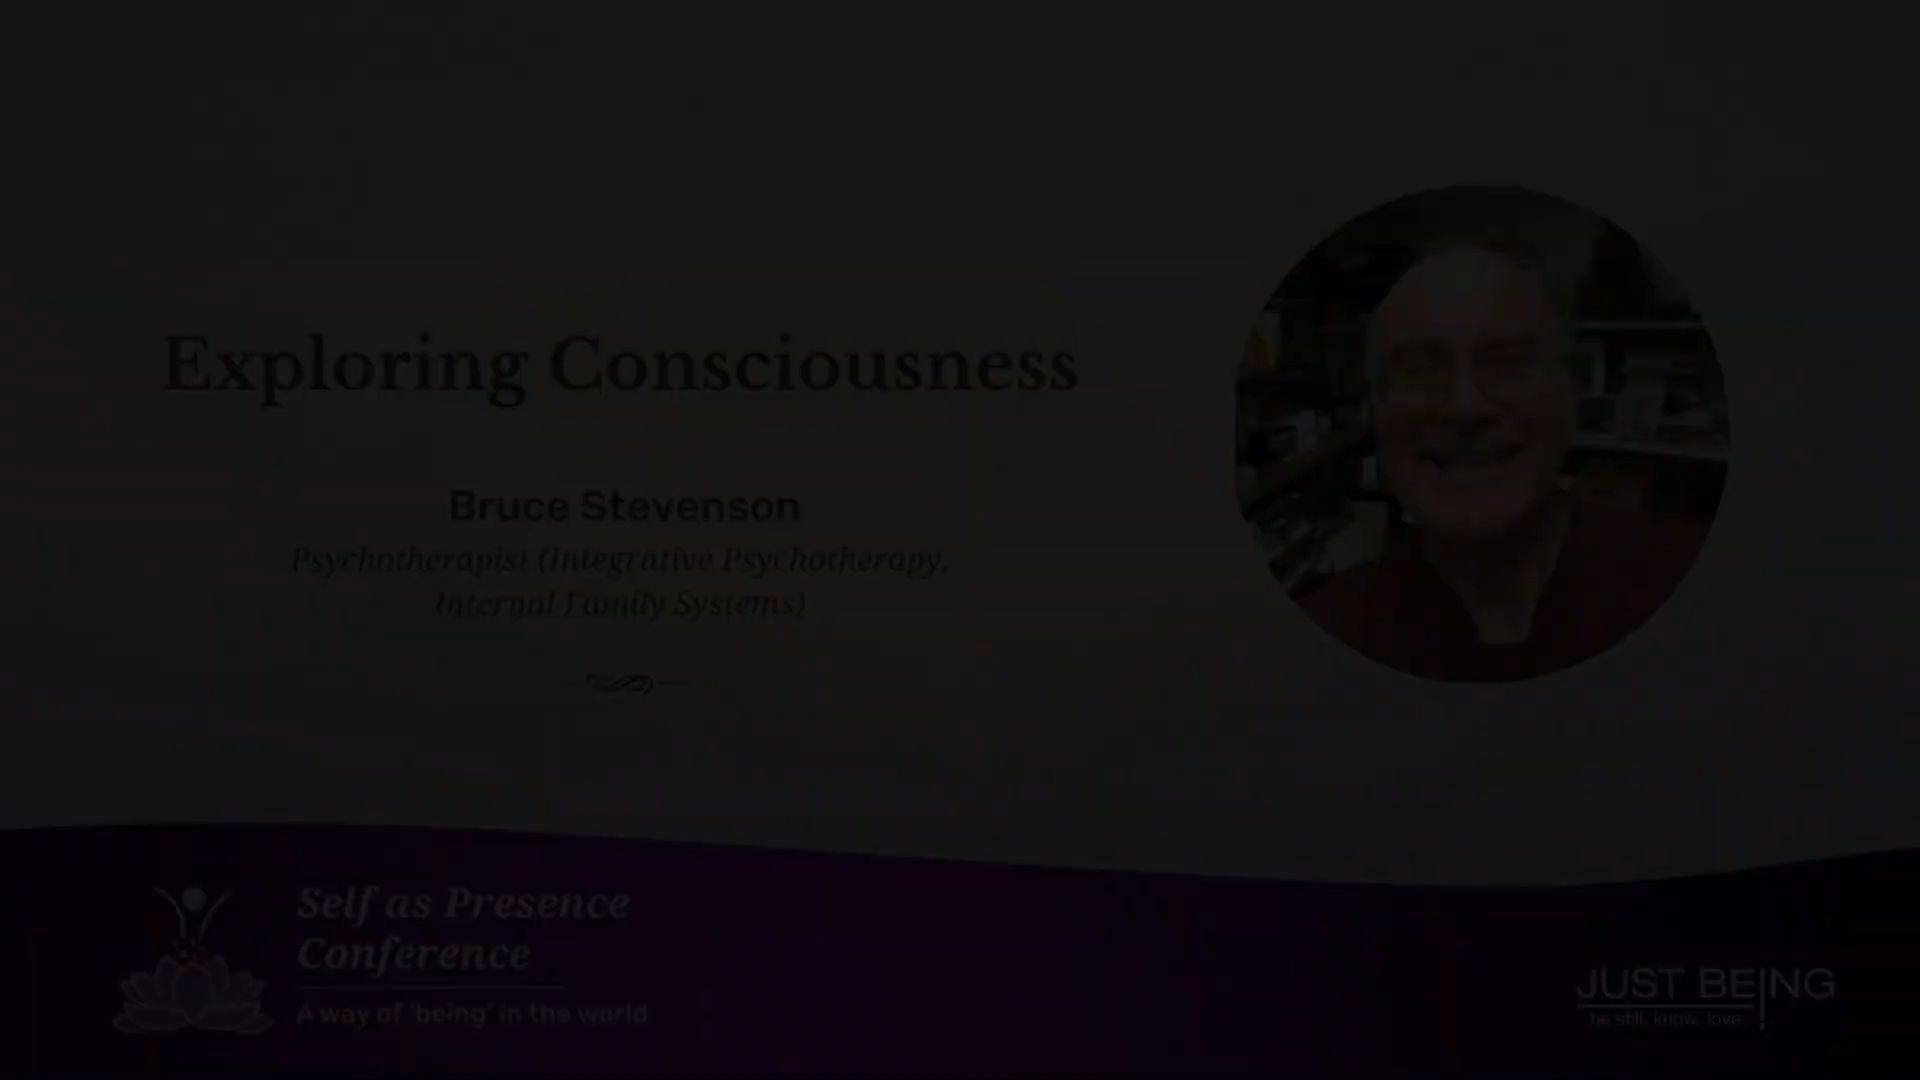 Exploring Consciousness
Bruce Stevenson
Psychotherapist (Integrative Psychotherapy,
Internal Family Systems)
Self as Presence
Conference
A way of 'being' in the world
JUST BEING
be still. know. love.